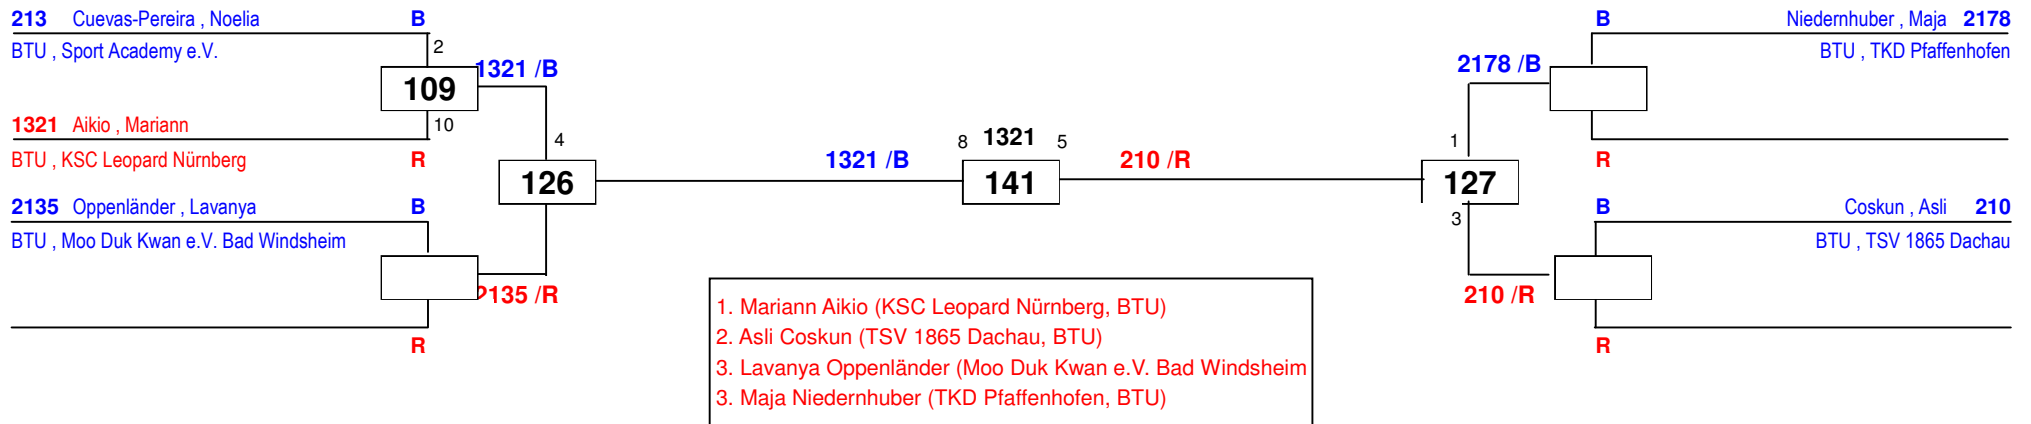 213 Cuevas-Pereira , Noelia B
BTU , Sport Academy e.V.
2
109
1321 /B
10
1321 Aikio , Mariann
BTU , KSC Leopard Nürnberg R
4
126
2135 Oppenländer , Lavanya B
BTU , Moo Duk Kwan e.V. Bad Windsheim
2135 /R
R
1321 /B
8 1321 5
141
210 /R
B Niedernhuber , Maja 2178
BTU , TKD Pfaffenhofen
2178 /B
R
1
127
3
B Coskun , Asli 210
BTU , TSV 1865 Dachau
210 /R
R
1. Mariann Aikio (KSC Leopard Nürnberg, BTU)
2. Asli Coskun (TSV 1865 Dachau, BTU)
3. Lavanya Oppenländer (Moo Duk Kwan e.V. Bad Windsheim
3. Maja Niedernhuber (TKD Pfaffenhofen, BTU)